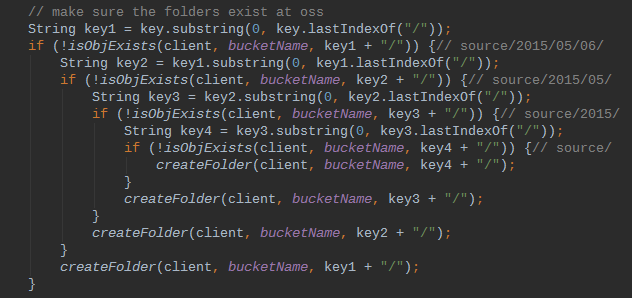 // make sure the folders exist at oss
String key1 = key.substring(0, key.lastIndexOf("/"));
if (!isObjExists(client, bucketName, key1 + "/")) {// source/2015/05/06/
    String key2 = key1.substring(0, key1.lastIndexOf("/"));
    if (!isObjExists(client, bucketName, key2 + "/")) {// source/2015/05/
        String key3 = key2.substring(0, key2.lastIndexOf("/"));
        if (!isObjExists(client, bucketName, key3 + "/")) {// source/2015/
            String key4 = key3.substring(0, key3.lastIndexOf("/"));
            if (!isObjExists(client, bucketName, key4 + "/")) {// source/
                createFolder(client, bucketName, key4 + "/");
            }
            createFolder(client, bucketName, key3 + "/");
        }
        createFolder(client, bucketName, key2 + "/");
    }
    createFolder(client, bucketName, key1 + "/");
}